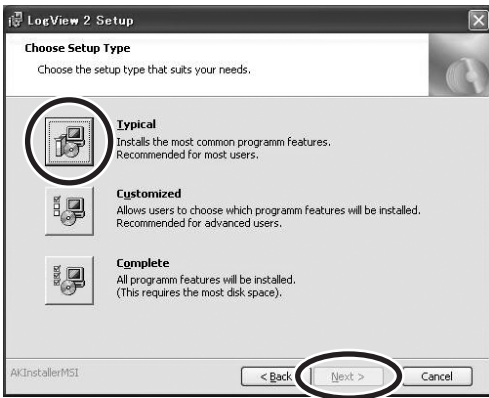 LogView 2 Setup
Choose Setup Type
Choose the setup type that suits your needs.
Typical
Installs the most common programm features.
Recommended for most users.
Customized
Allows users to choose which programm features will be installed.
Recommended for advanced users.
Complete
All programm features will be installed.
(This requires the most disk space).
AKInstallerMSI
< Back
Next >
Cancel